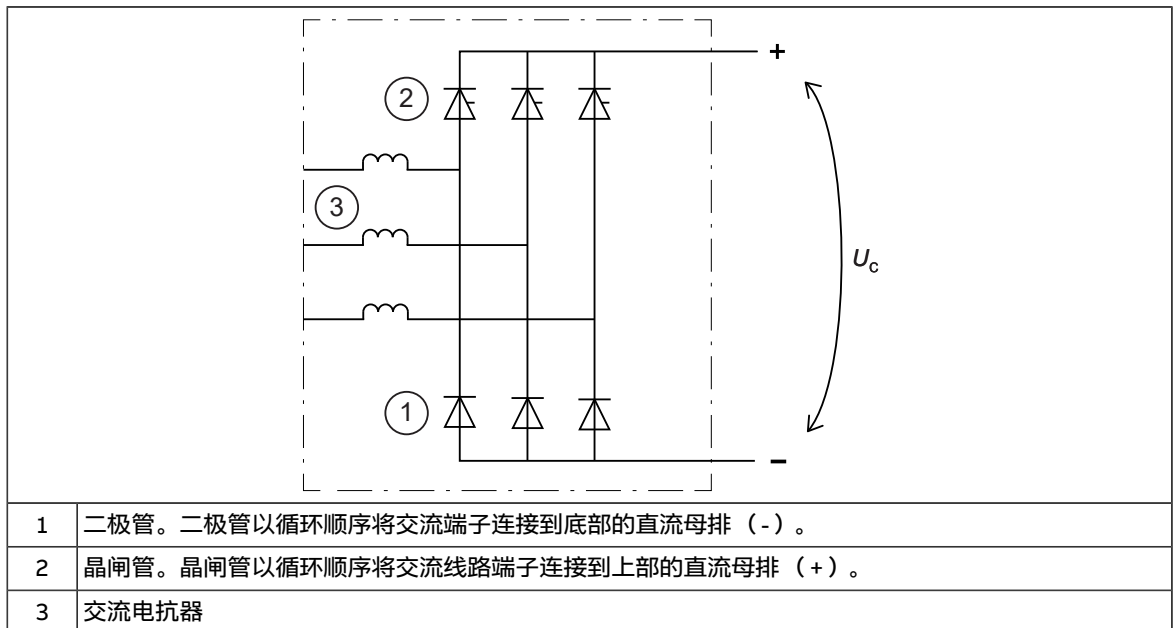 +
2
3
U_c
1
-
1 二极管。二极管以循环顺序将交流端子连接到底部的直流母排 （-）。
2 晶闸管。晶闸管以循环顺序将交流线路端子连接到上部的直流母排 （+）。
3 交流电抗器